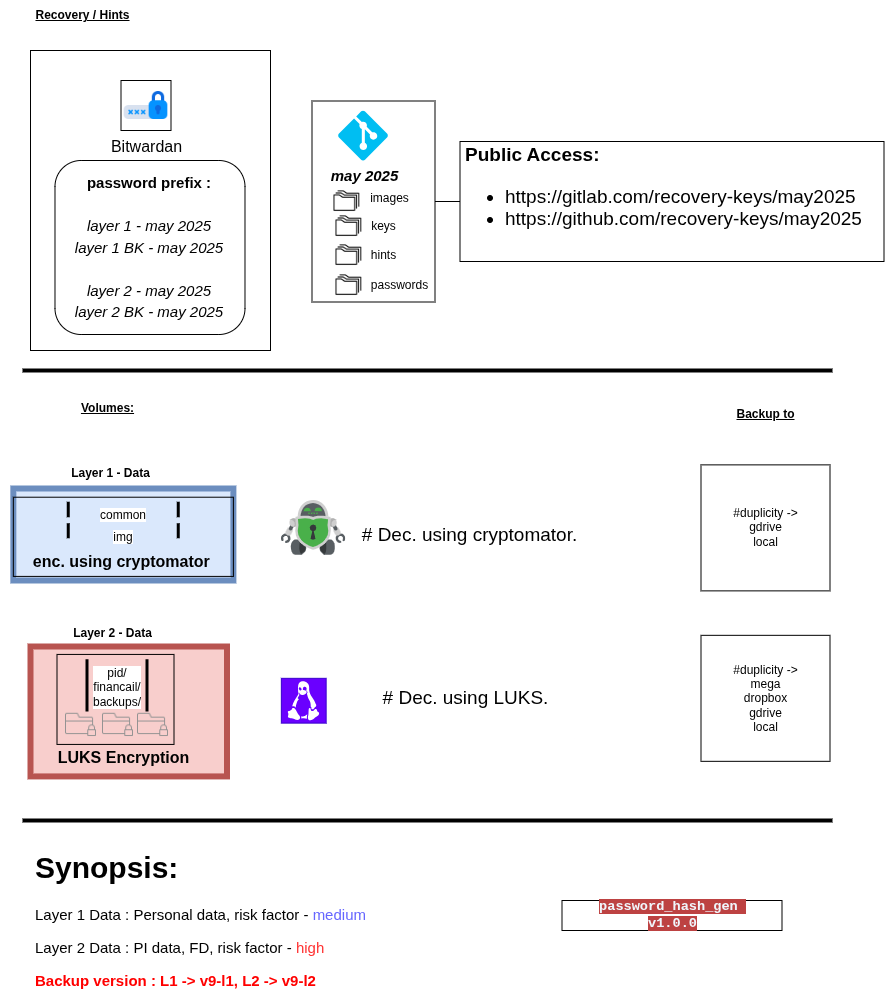 Recovery / Hints
Bitwardan
password prefix :
layer 1 - may 2025
layer 1 BK - may 2025
layer 2 - may 2025
layer 2 BK - may 2025
may 2025
images
keys
hints
passwords
Public Access:
https://gitlab.com/recovery-keys/may2025
https://github.com/recovery-keys/may2025
Volumes:
Backup to
Layer 1 - Data
common
img
enc. using cryptomator
# Dec. using cryptomator.
#duplicity ->
gdrive
local
Layer 2 - Data
pid/
financail/
backups/
LUKS Encryption
# Dec. using LUKS.
#duplicity ->
mega
dropbox
gdrive
local
Synopsis:
Layer 1 Data : Personal data, risk factor - medium
Layer 2 Data : PI data, FD, risk factor - high
Backup version : L1 -> v9-l1, L2 -> v9-l2
password_hash_gen
v1.0.0